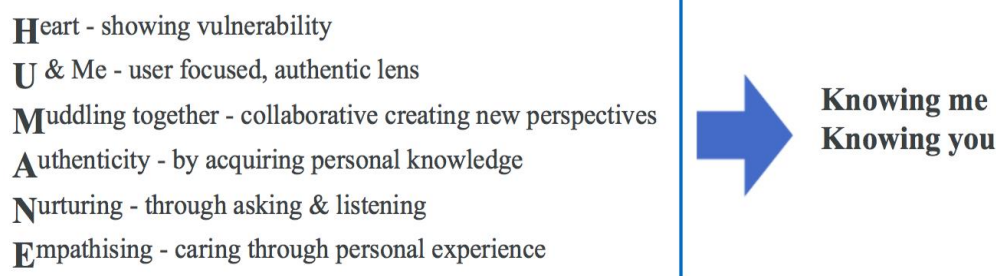 Heart - showing vulnerability
U & Me - user focused, authentic lens
Muddling together - collaborative creating new perspectives
Authenticity - by acquiring personal knowledge
Nurturing - through asking & listening
Empathising - caring through personal experience
Knowing me
Knowing you